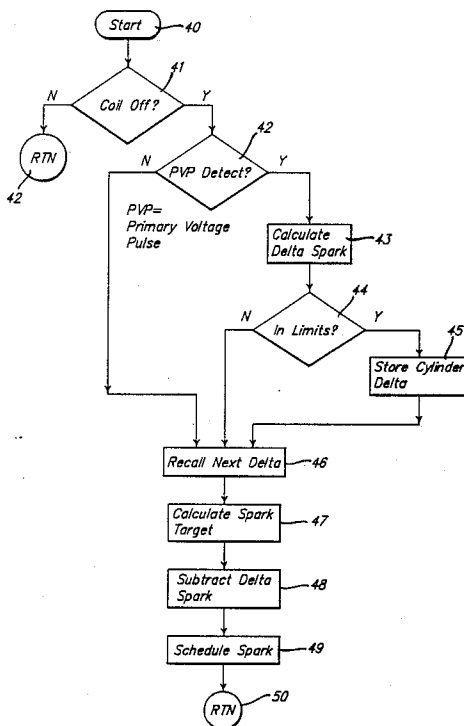 Start
40
41
N
Coil Off?
Y
RTN
42
42
N
PVP Detect?
Y
PVP=
Primary Voltage
Pulse
Calculate
Delta Spark
43
44
N
In Limits?
Y
45
Store Cylinder
Delta
Recall Next Delta
46
Calculate Spark
Target
47
Subtract Delta
Spark
48
Schedule Spark
49
RTN
50